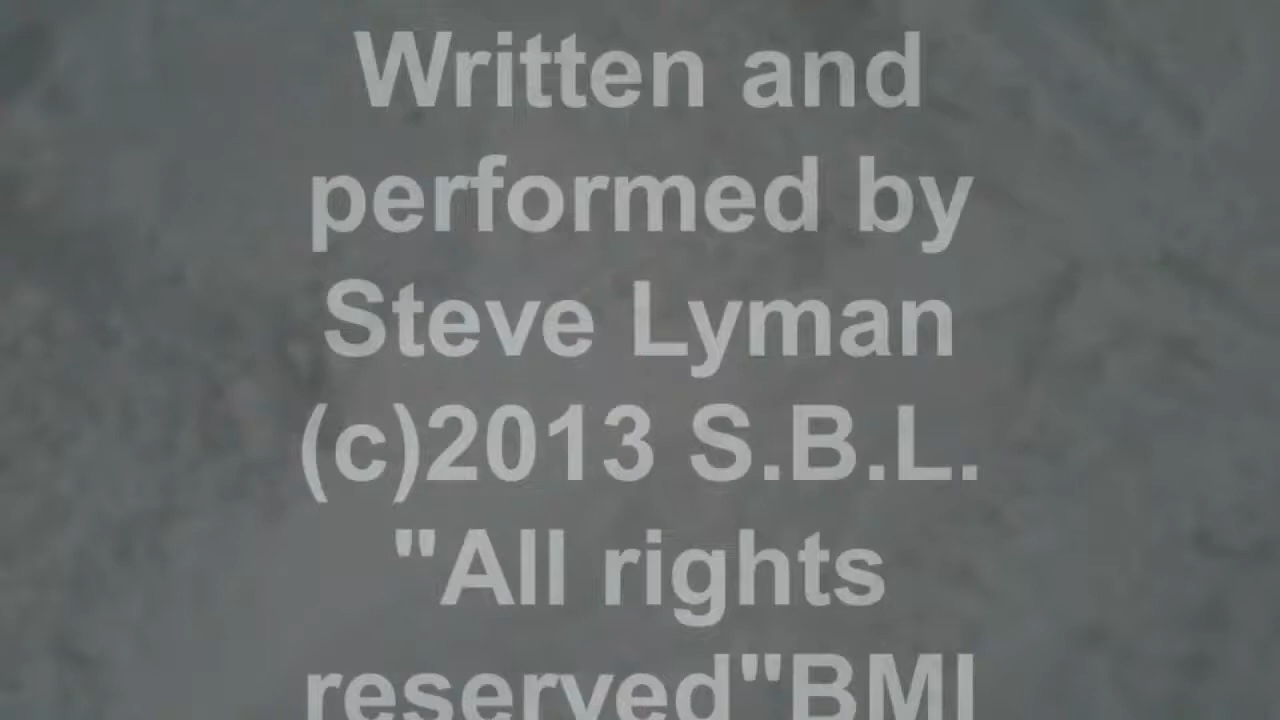 Written and
performed by
Steve Lyman
(c)2013 S.B.L.
"All rights
reserved"BMI